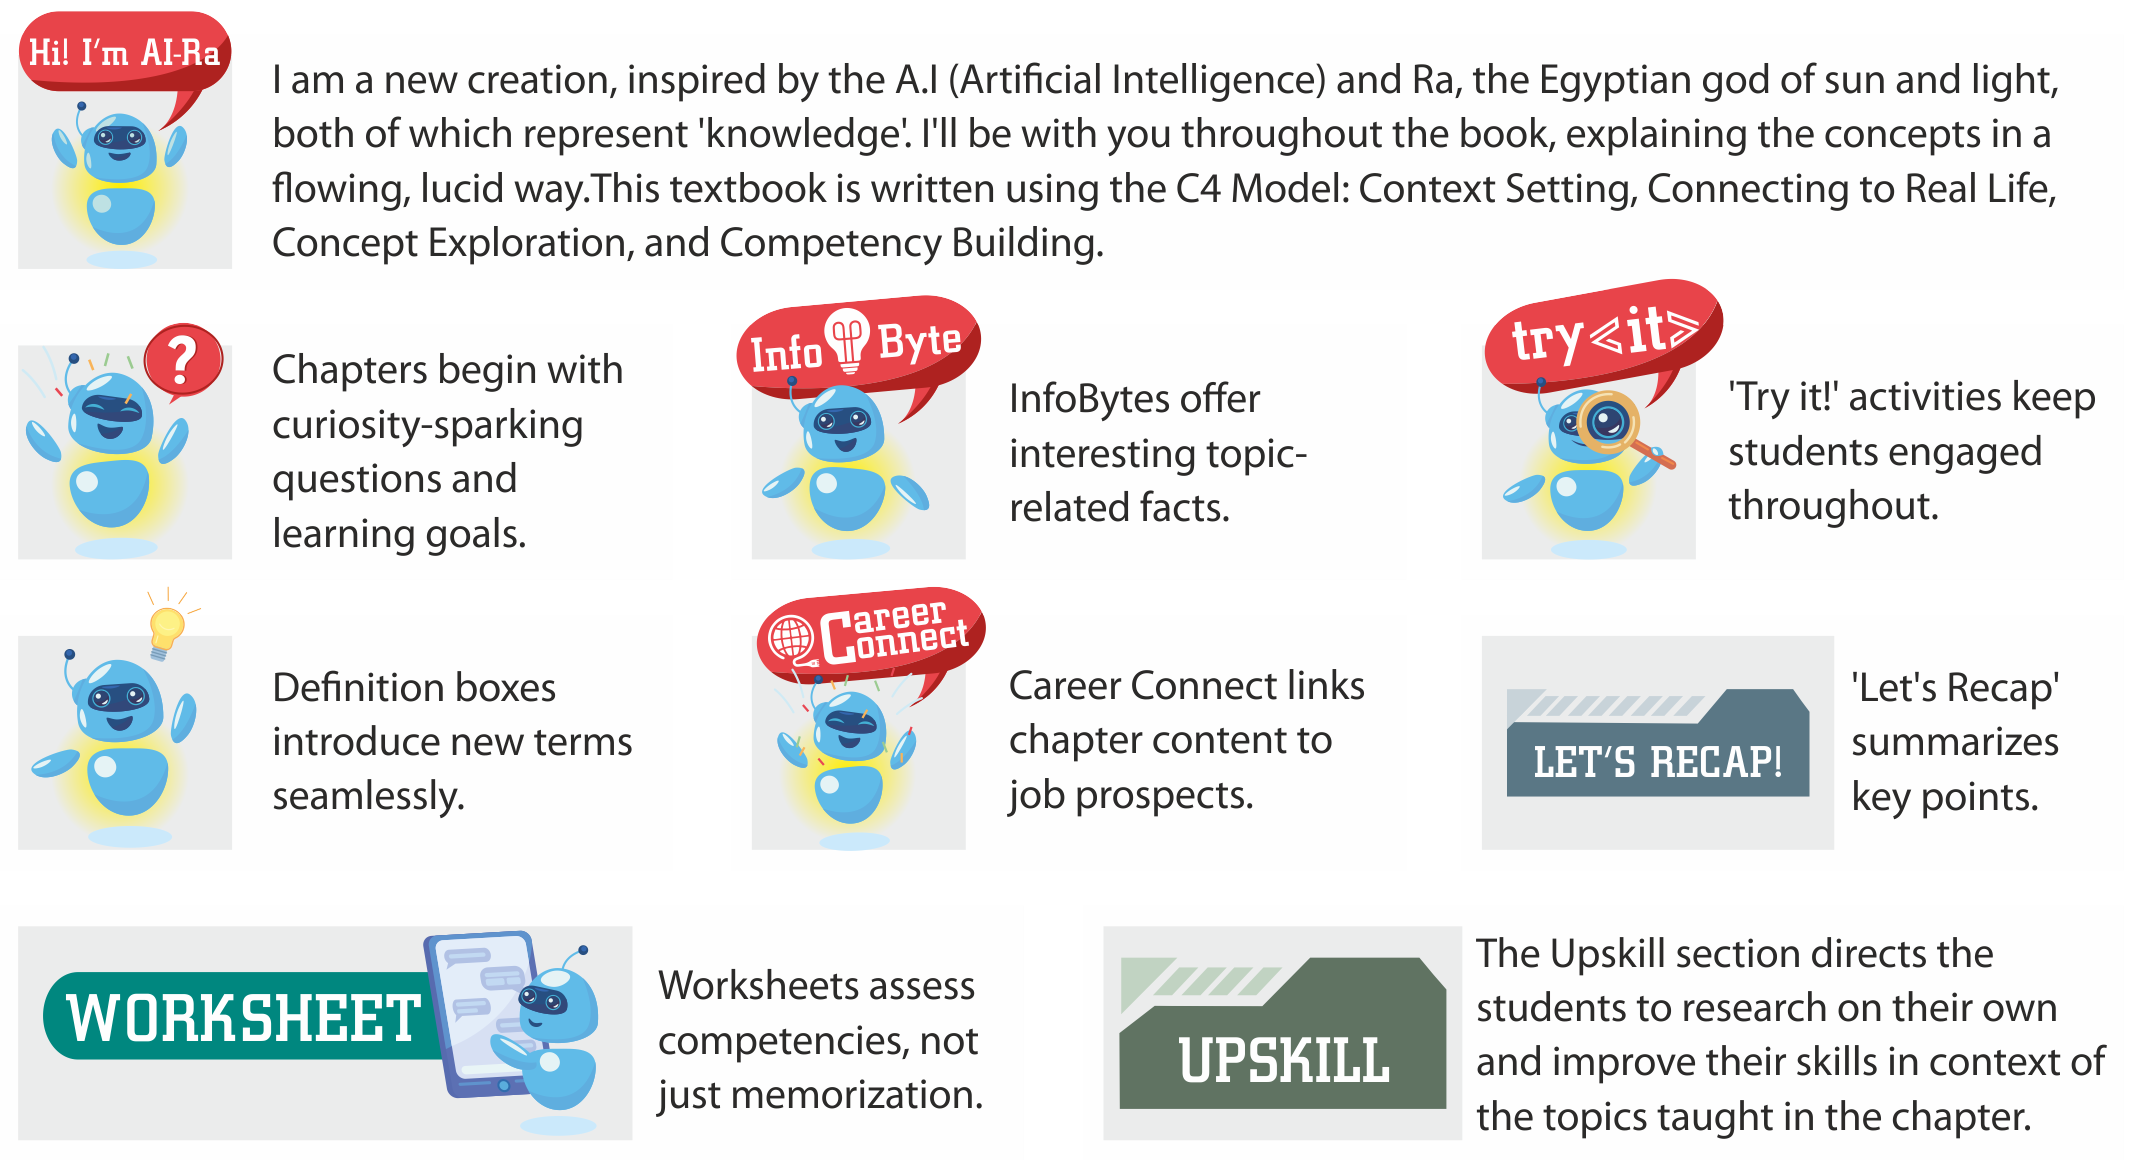 Hi! I'm AI-Ra
I am a new creation, inspired by the A.I (Artificial Intelligence) and Ra, the Egyptian god of sun and light,
both of which represent 'knowledge'. I'll be with you throughout the book, explaining the concepts in a
flowing, lucid way.This textbook is written using the C4 Model: Context Setting, Connecting to Real Life,
Concept Exploration, and Competency Building.
?
Chapters begin with
curiosity-sparking
questions and
learning goals.
Info Byte
InfoBytes offer
interesting topic-
related facts.
try<it>
'Try it!' activities keep
students engaged
throughout.
Definition boxes
introduce new terms
seamlessly.
Career
Connect
Career Connect links
chapter content to
job prospects.
LET'S RECAP!
'Let's Recap'
summarizes
key points.
WORKSHEET
Worksheets assess
competencies, not
just memorization.
UPSKILL
The Upskill section directs the
students to research on their own
and improve their skills in context of
the topics taught in the chapter.